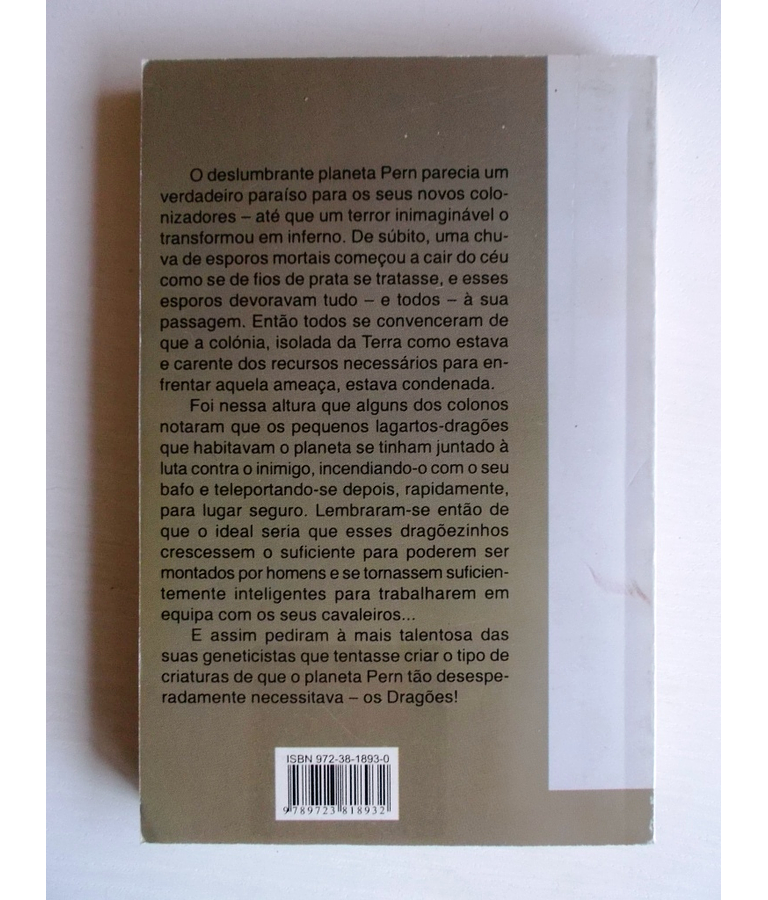 O deslumbrante planeta Pern parecia um
verdadeiro paraíso para os seus novos colo-
nizadores – até que um terror inimaginável o
transformou em inferno. De súbito, uma chu-
va de esporos mortais começou a cair do céu
como se de fios de prata se tratasse, e esses
esporos devoravam tudo – e todos – à sua
passagem. Então todos se convenceram de
que a colónia, isolada da Terra como estava
e carente dos recursos necessários para en-
frentar aquela ameaça, estava condenada.
Foi nessa altura que alguns dos colonos
notaram que os pequenos lagartos-dragões
que habitavam o planeta se tinham juntado à
luta contra o inimigo, incendiando-o com o seu
bafo e teleportando-se depois, rapidamente,
para lugar seguro. Lembraram-se então de
que o ideal seria que esses dragõezinhos
crescessem o suficiente para poderem ser
montados por homens e se tornassem suficien-
temente inteligentes para trabalharem em
equipa com os seus cavaleiros...
E assim pediram à mais talentosa das
suas geneticistas que tentasse criar o tipo de
criaturas de que o planeta Pern tão desespe-
radamente necessitava – os Dragões!
ISBN 972-38-1893-0
9 789723 818932